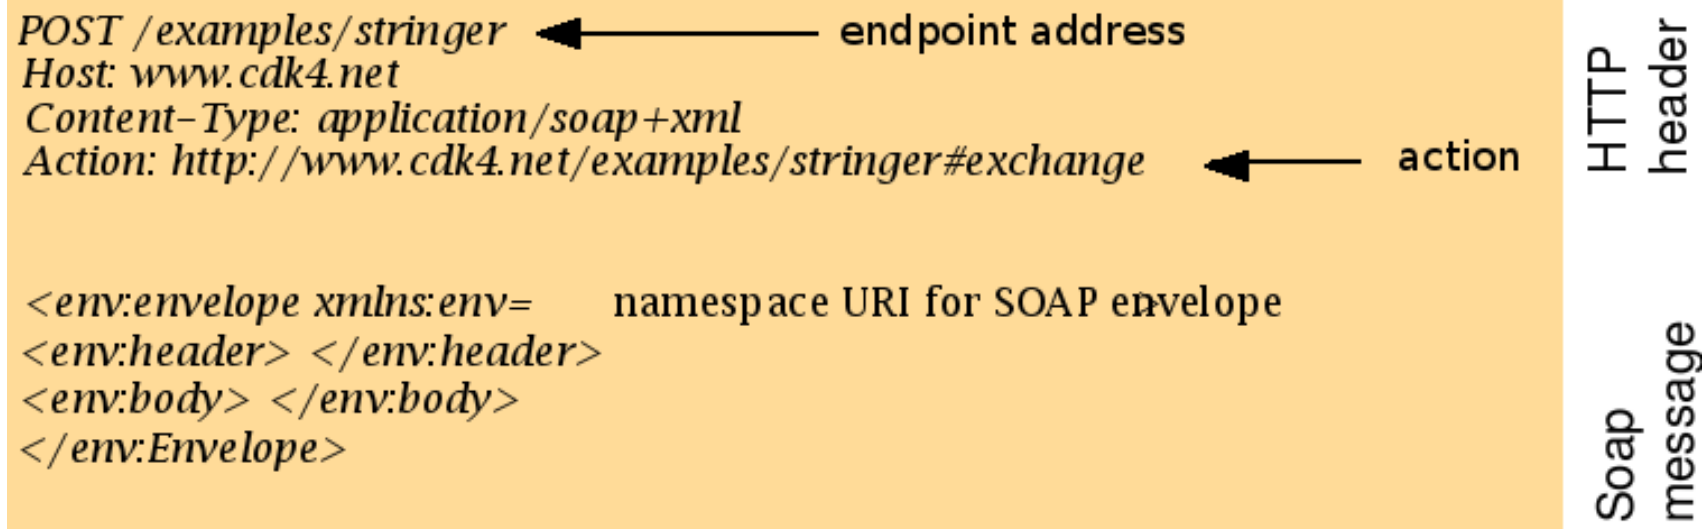 POST /examples/stringer endpoint address
Host: www.cdk4.net
Content-Type: application/soap+xml
Action: http://www.cdk4.net/examples/stringer#exchange action
HTTP
header
<env:envelope xmlns:env= namespace URI for SOAP envelope>
<env:header> </env:header>
<env:body> </env:body>
</env:Envelope>
Soap
message